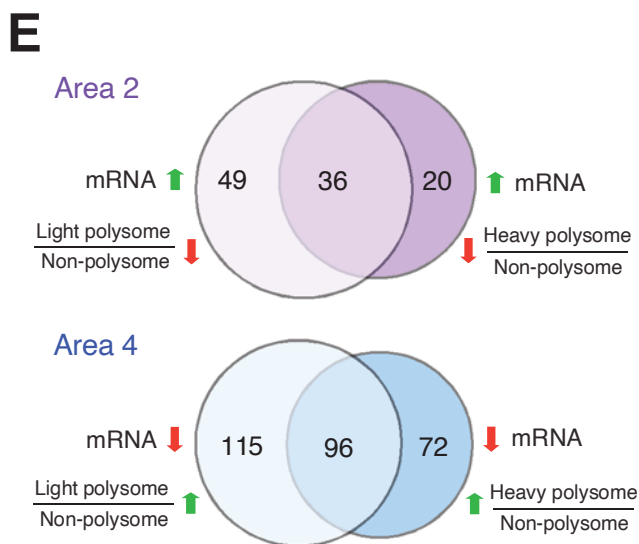 E
Area 2
mRNA
49
36
20
mRNA
Light polysome
Non-polysome
Heavy polysome
Non-polysome
Area 4
mRNA
115
96
72
mRNA
Light polysome
Non-polysome
Heavy polysome
Non-polysome